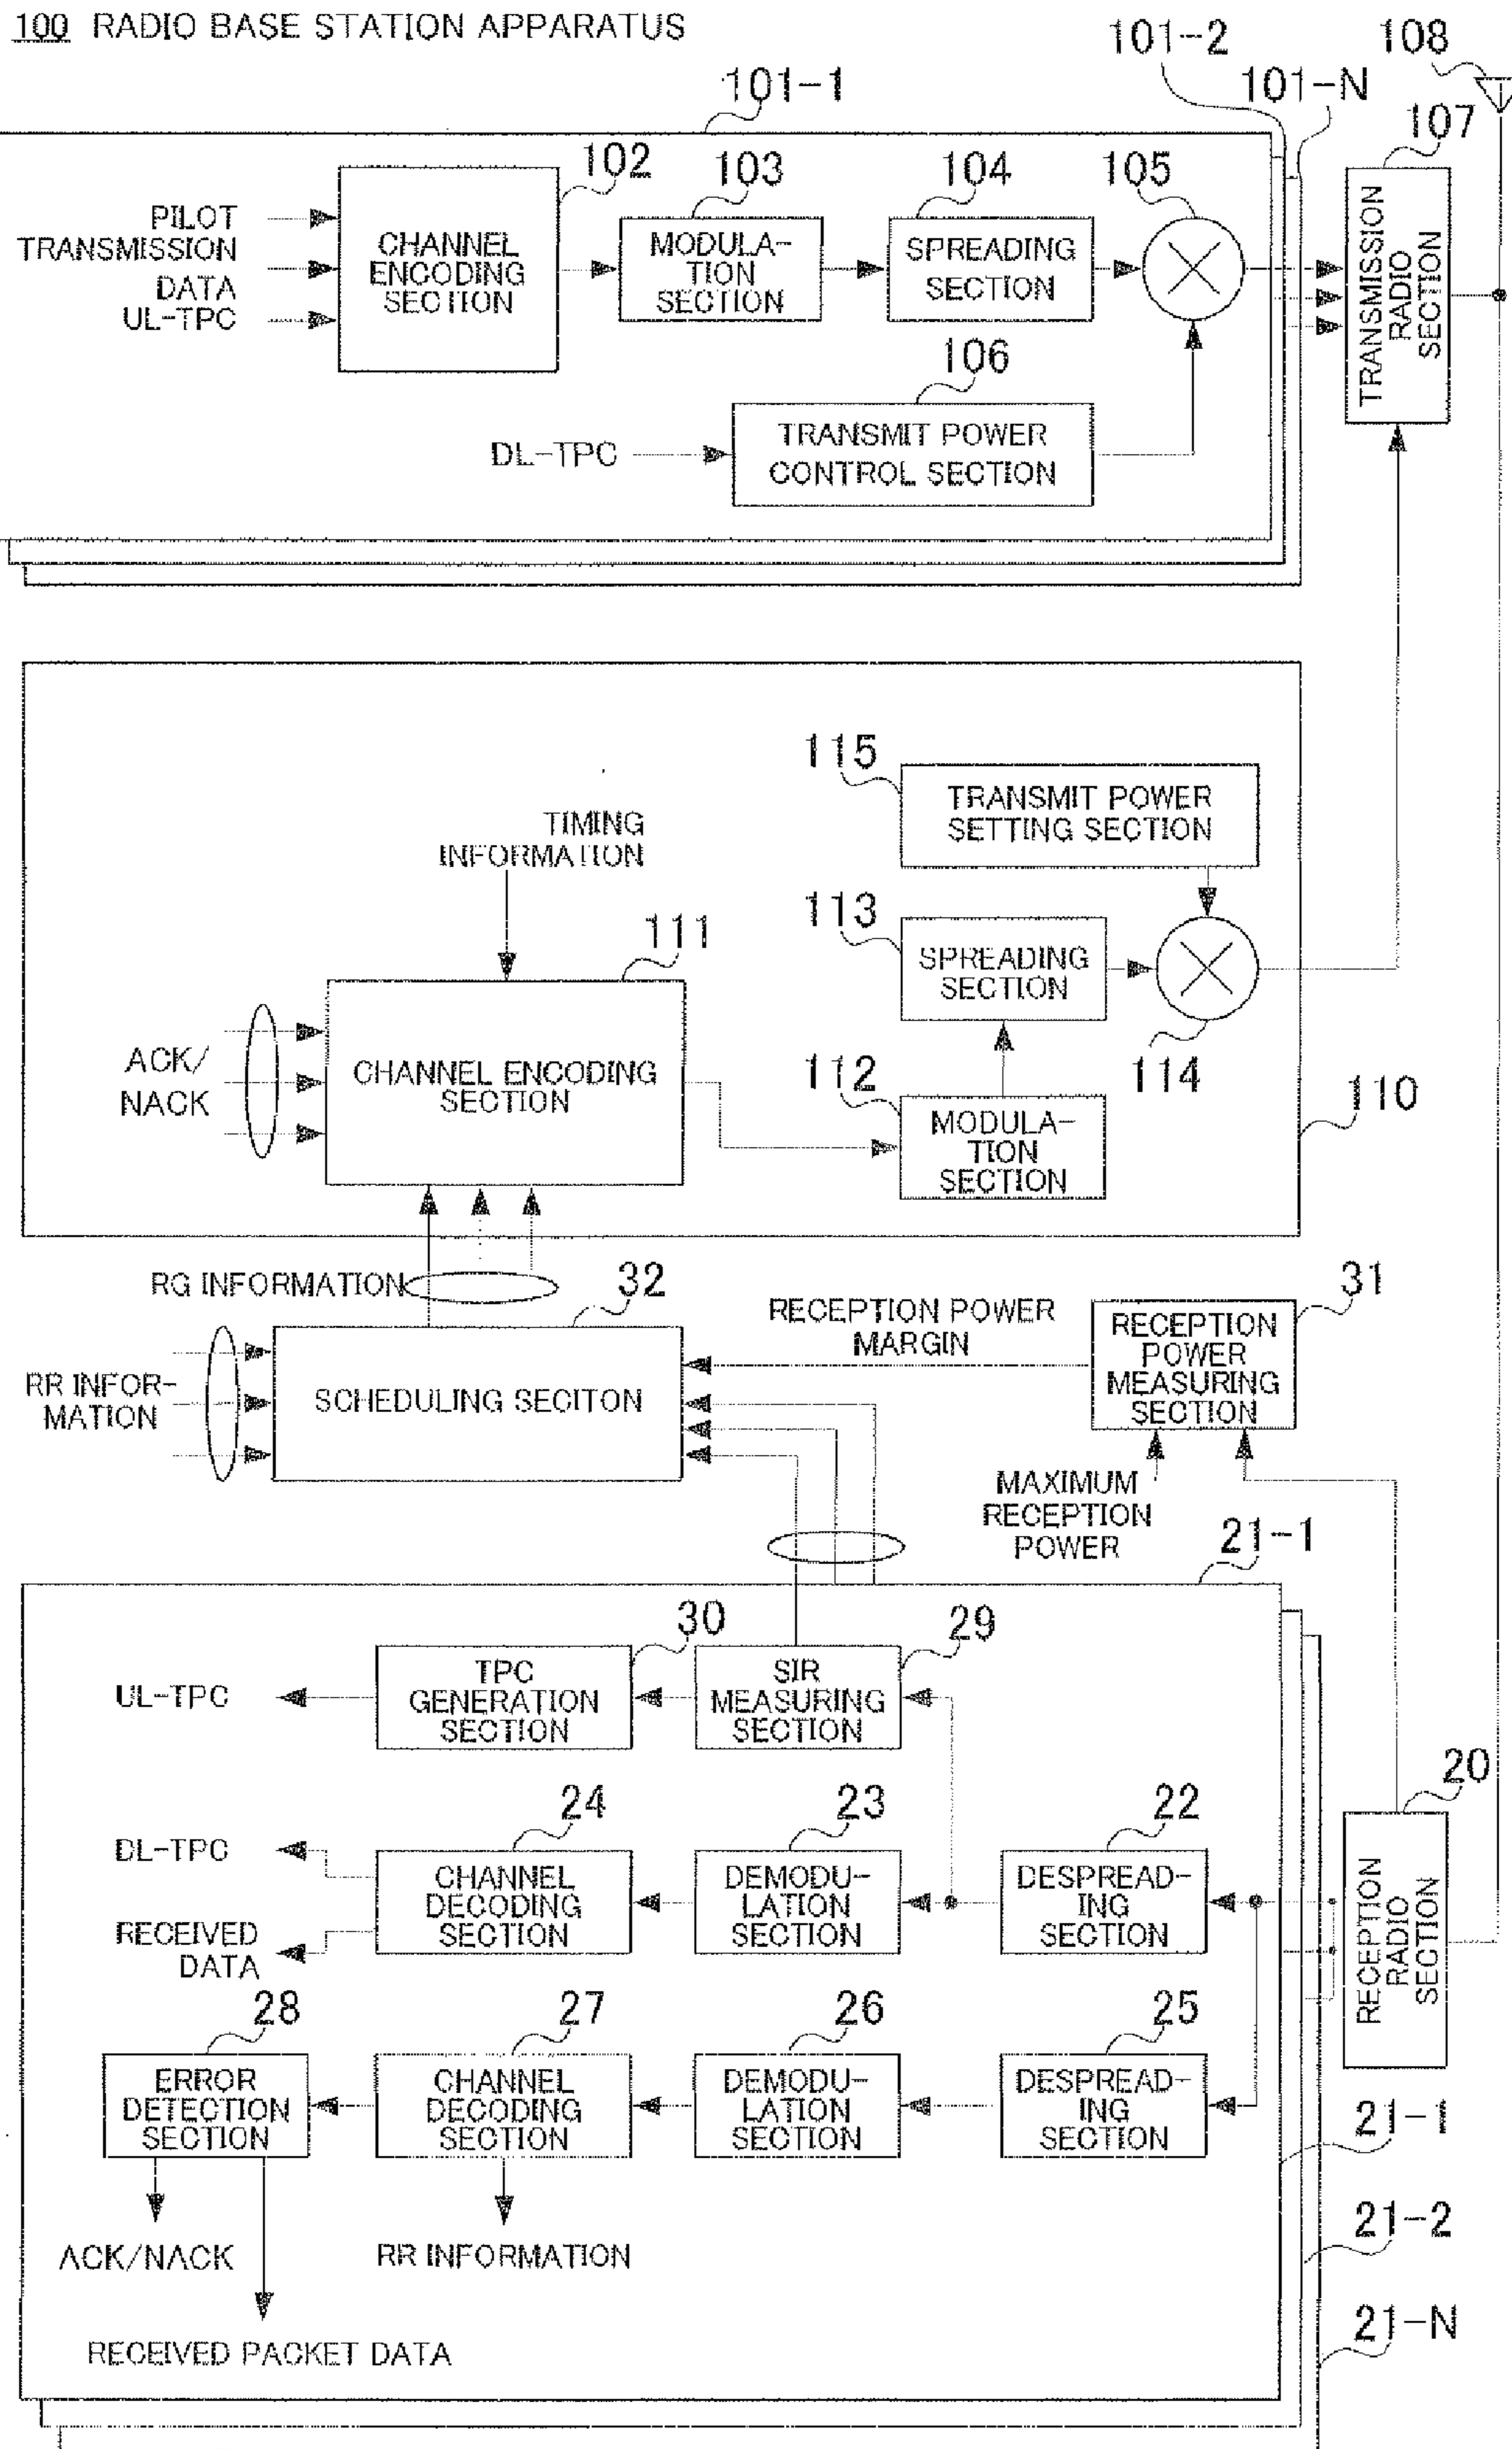 100 RADIO BASE STATION APPARATUS
101-1
101-2
101-N
108
107
102
103
104
105
PILOT
TRANSMISSION
DATA
UL-TPC
CHANNEL
ENCODING
SECTION
MODULA-
TION
SECTION
SPREADING
SECTION
TRANSMISSION
RADIO
SECTION
106
DL-TPC
TRANSMIT POWER
CONTROL SECTION
115
TRANSMIT POWER
SETTING SECTION
TIMING
INFORMATION
111
113
SPREADING
SECTION
ACK/
NACK
CHANNEL ENCODING
SECTION
112
114
110
MODULA-
TION
SECTION
RG INFORMATION
32
RECEPTION POWER
MARGIN
31
RECEPTION
POWER
MEASURING
SECTION
RR INFOR-
MATION
SCHEDULING SECITON
MAXIMUM
RECEPTION
POWER
21-1
30
29
UL-TPC
TPC
GENERATION
SECTION
SIR
MEASURING
SECTION
20
24
23
22
DL-TPC
RECEIVED
DATA
CHANNEL
DECODING
SECTION
DEMODU-
LATION
SECTION
DESPREAD-
ING
SECTION
RECEPTION
RADIO
SECTION
28
27
26
25
ERROR
DETECTION
SECTION
CHANNEL
DECODING
SECTION
DEMODU-
LATION
SECTION
DESPREAD-
ING
SECTION
21-1
21-2
21-N
ACK/NACK
RR INFORMATION
RECEIVED PACKET DATA